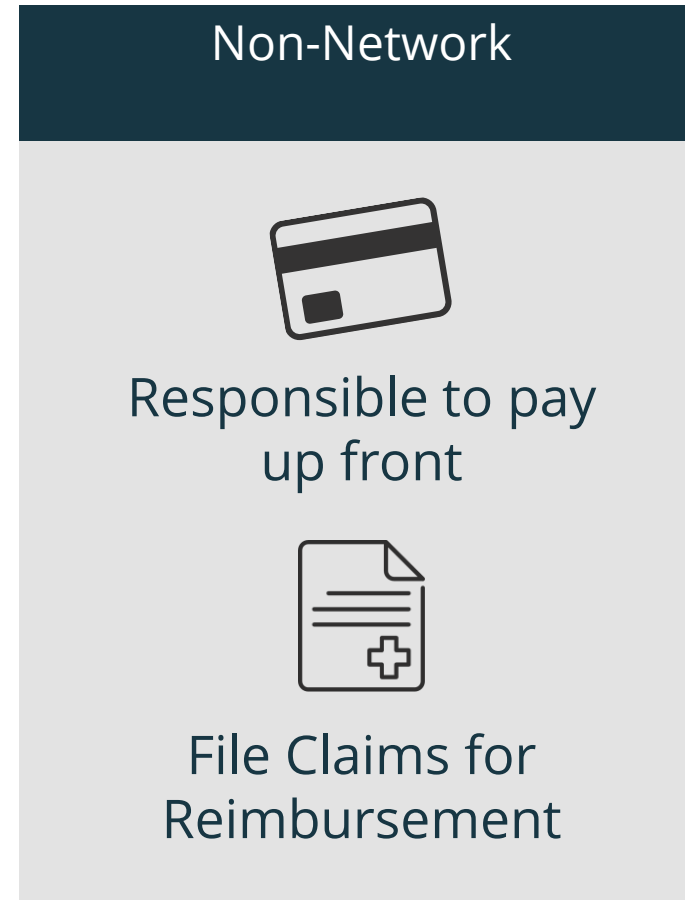 Non-Network
Responsible to pay
up front
File Claims for
Reimbursement